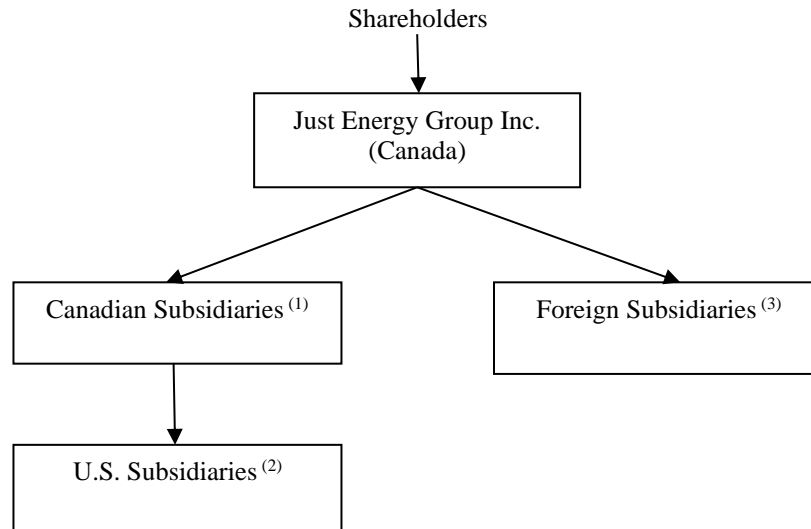 Shareholders
Just Energy Group Inc.
(Canada)
Canadian Subsidiaries (1)
Foreign Subsidiaries (3)
U.S. Subsidiaries (2)